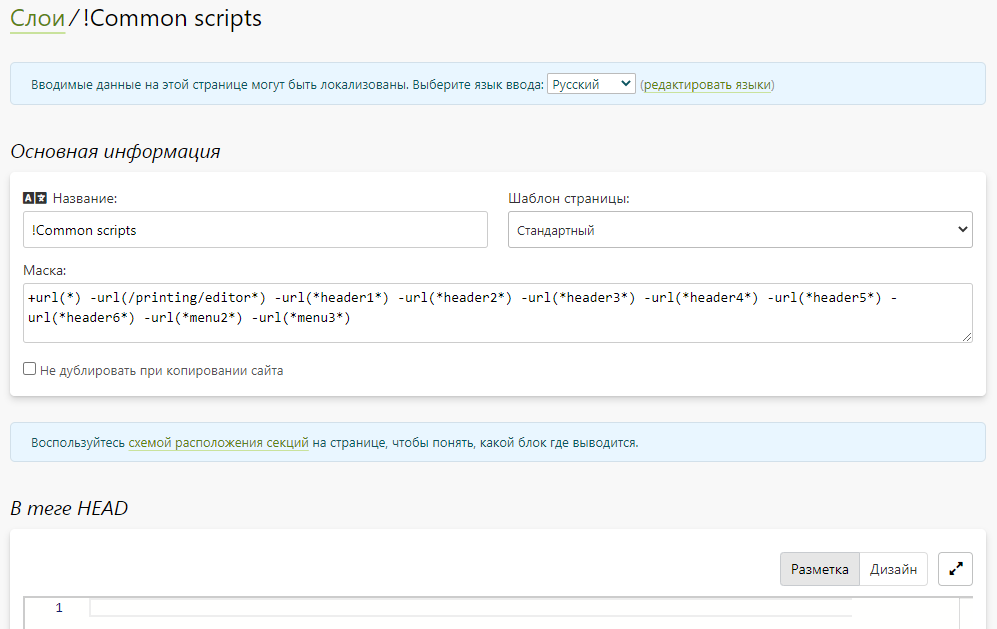 Слои / !Common scripts
Вводимые данные на этой странице могут быть локализованы. Выберите язык ввода: Русский (редактировать языки)
Основная информация
A Название: Шаблон страницы:
!Common scripts Стандартный
Маска:
+url(*) -url(/printing/editor*) -url(*header1*) -url(*header2*) -url(*header3*) -url(*header4*) -url(*header5*) -
url(*header6*) -url(*menu2*) -url(*menu3*)
Не дублировать при копировании сайта
Воспользуйтесь схемой расположения секций на странице, чтобы понять, какой блок где выводится.
В теге HEAD
Разметка Дизайн
1